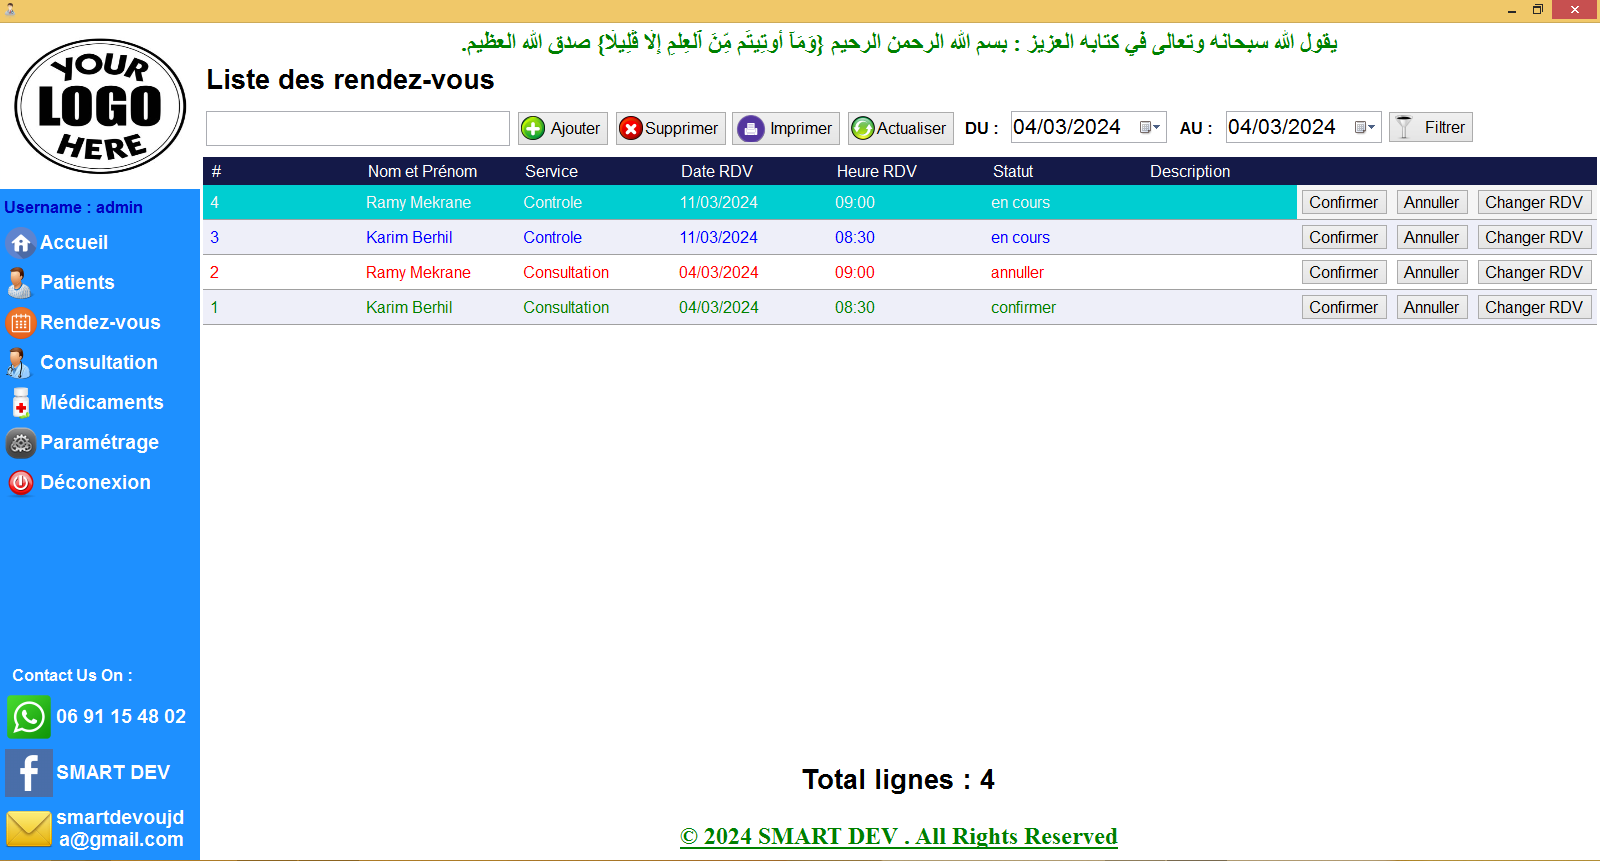 يقول الله سبحانه وتعالى في كتابه العزيز : بسم الله الرحمن الرحيم {وَمَآ أُوتِيتُم مِّنَ ٱلْعِلْمِ إِلَّا قَلِيلًا} صدق الله العظيم.
YOUR
LOGO
HERE
Liste des rendez-vous
Ajouter Supprimer Imprimer Actualiser DU : 04/03/2024 AU : 04/03/2024 Filtrer
# Nom et Prénom Service Date RDV Heure RDV Statut Description
4 Ramy Mekrane Controle 11/03/2024 09:00 en cours Confirmer Annuller Changer RDV
3 Karim Berhil Controle 11/03/2024 08:30 en cours Confirmer Annuller Changer RDV
2 Ramy Mekrane Consultation 04/03/2024 09:00 annuller Confirmer Annuller Changer RDV
1 Karim Berhil Consultation 04/03/2024 08:30 confirmer Confirmer Annuller Changer RDV
Username : admin
Accueil
Patients
Rendez-vous
Consultation
Médicaments
Paramétrage
Déconexion
Contact Us On :
06 91 15 48 02
SMART DEV
smartdevoujd
a@gmail.com
Total lignes : 4
© 2024 SMART DEV . All Rights Reserved